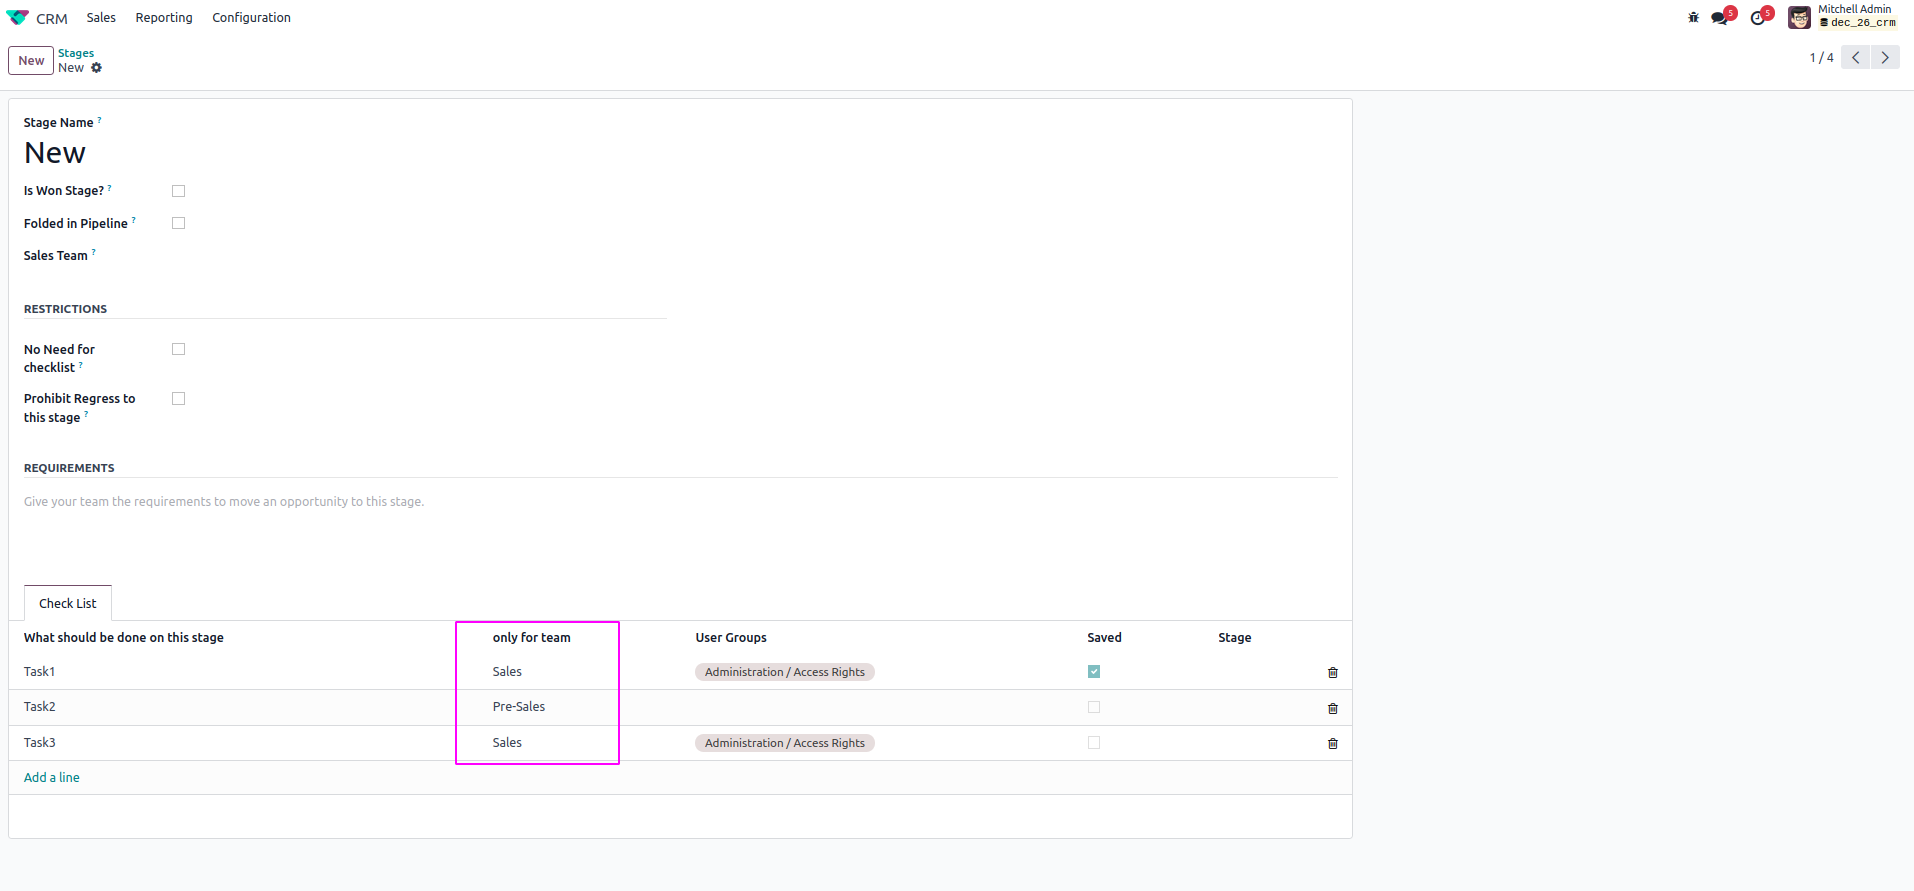 CRM Sales Reporting Configuration 5 5 Mitchell Admin
dec_26_crm
New Stages
New 1 / 4
Stage Name ?
New
Is Won Stage? ?
Folded in Pipeline ?
Sales Team ?
RESTRICTIONS
No Need for
checklist ?
Prohibit Regress to
this stage ?
REQUIREMENTS
Give your team the requirements to move an opportunity to this stage.
Check List
What should be done on this stage only for team User Groups Saved Stage
Task1 Sales Administration / Access Rights
Task2 Pre-Sales
Task3 Sales Administration / Access Rights
Add a line